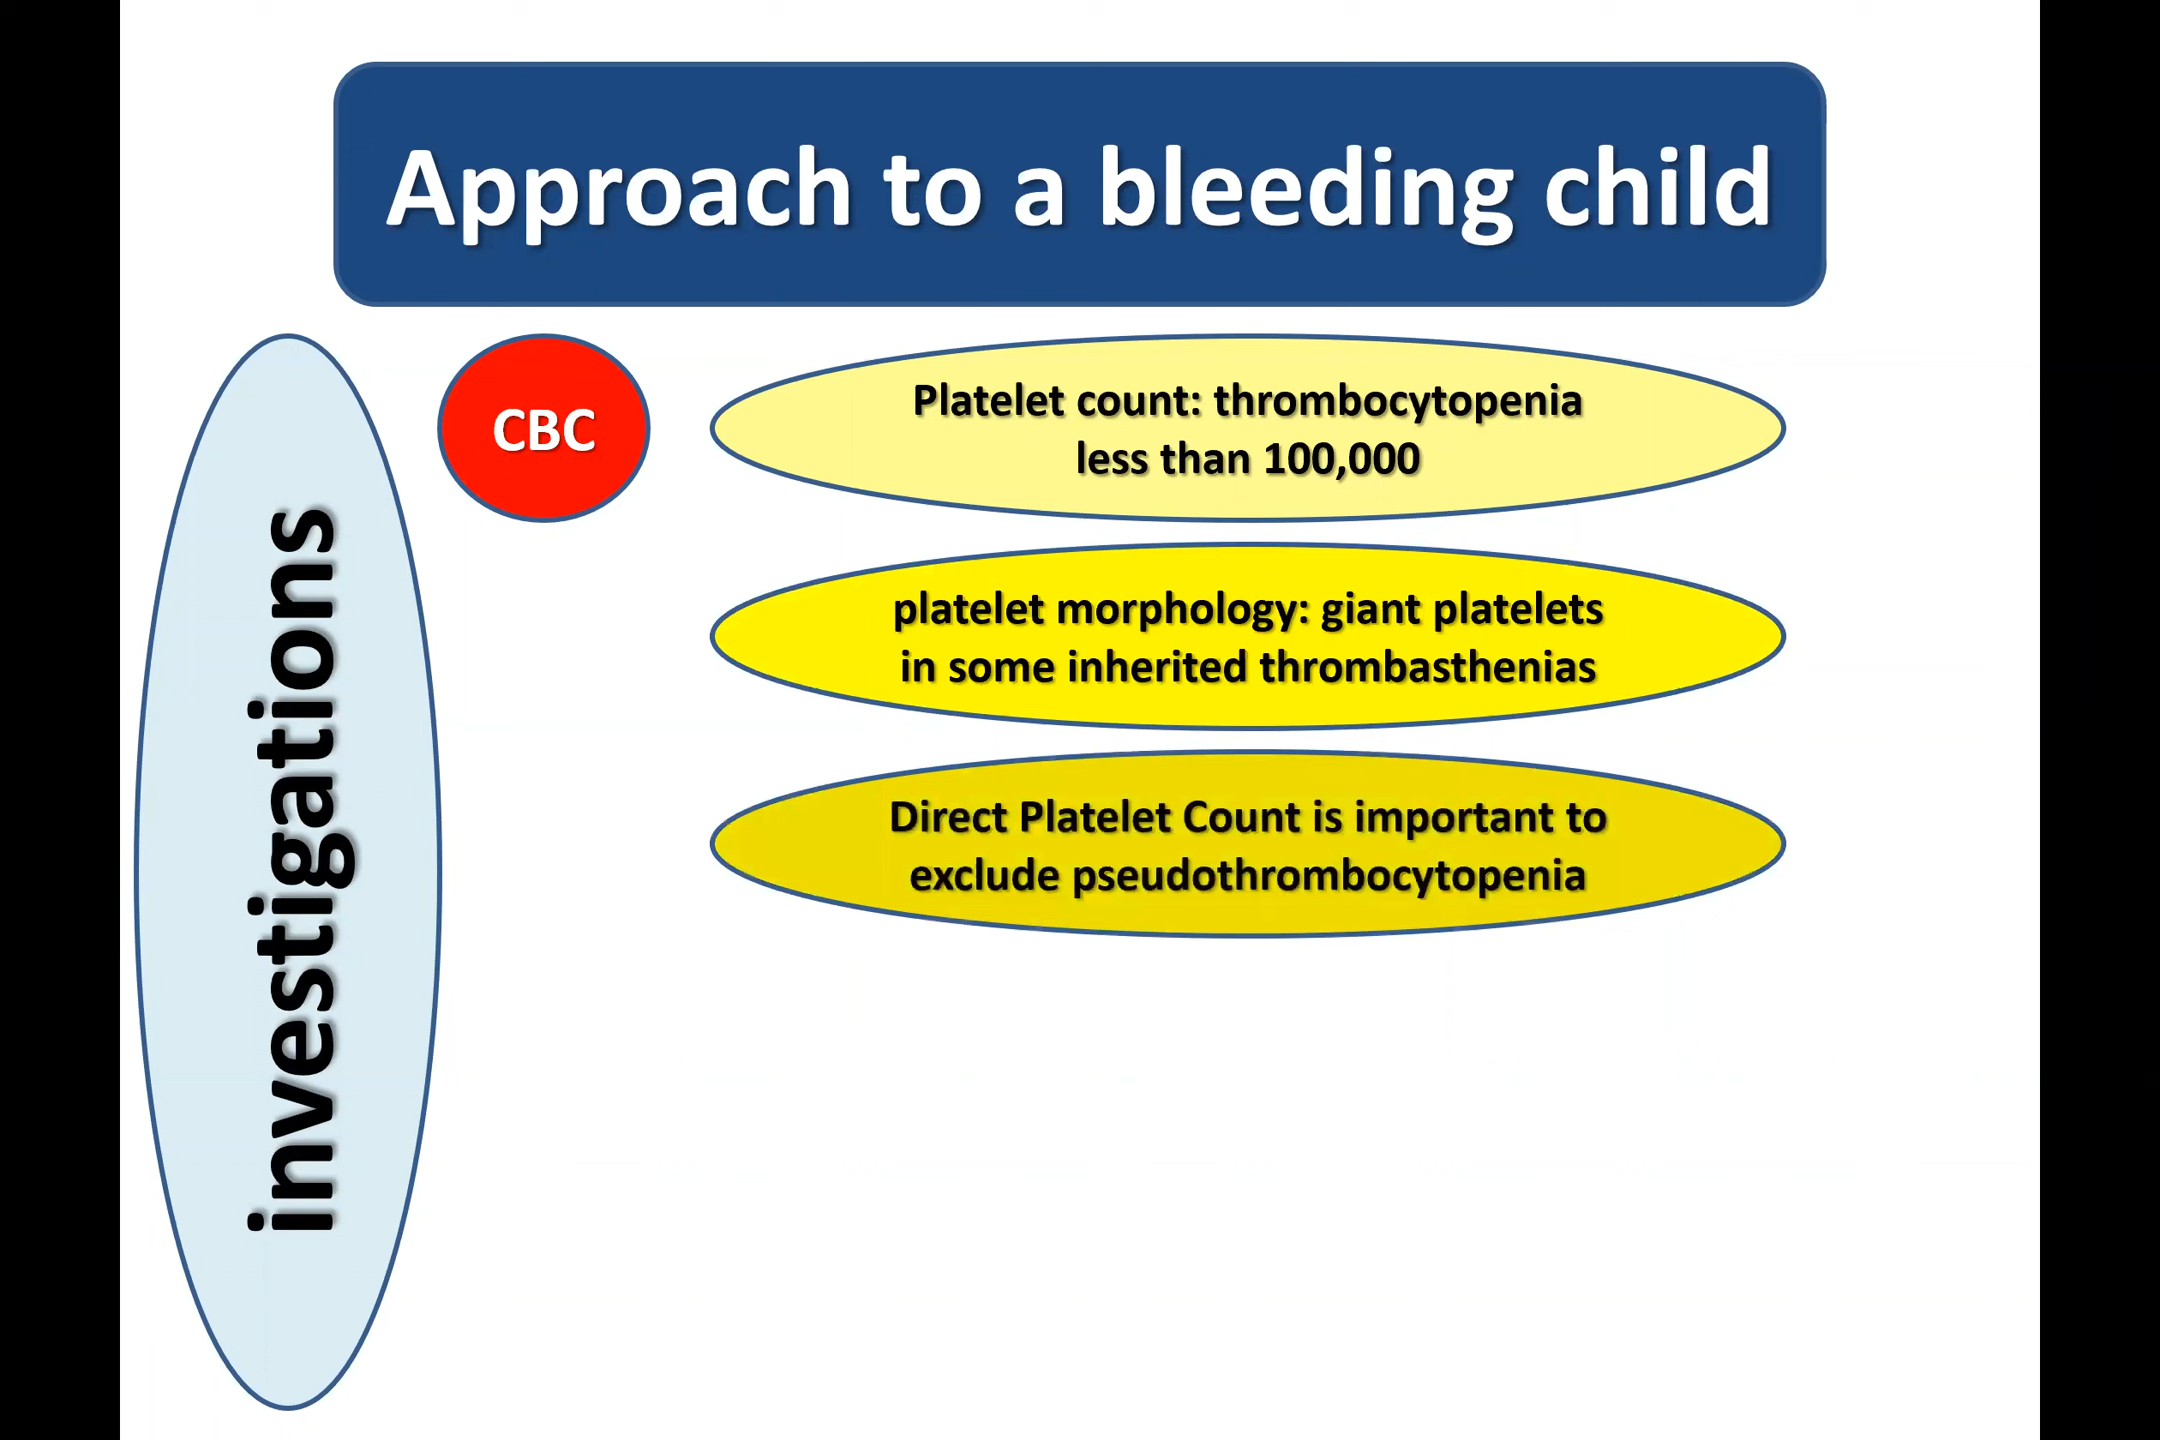 Approach to a bleeding child
investigations
CBC
Platelet count: thrombocytopenia
less than 100,000
platelet morphology: giant platelets
in some inherited thrombasthenias
Direct Platelet Count is important to
exclude pseudothrombocytopenia